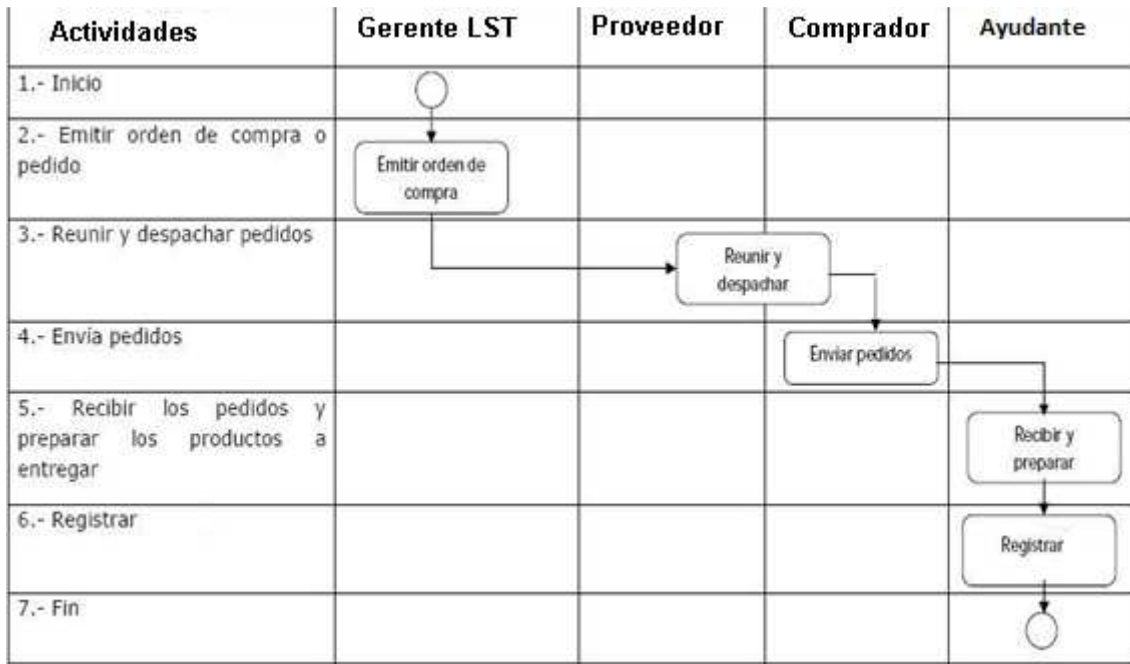 Actividades Gerente LST Proveedor Comprador Ayudante
1.- Inicio
2.- Emitir orden de compra o
pedido
Emitir orden de
compra
3.- Reunir y despachar pedidos
Reunir y
despachar
4.- Envía pedidos
Enviar pedidos
5.- Recibir los pedidos y
preparar los productos a
entregar
Recibir y
preparar
6.- Registrar
Registrar
7.- Fin